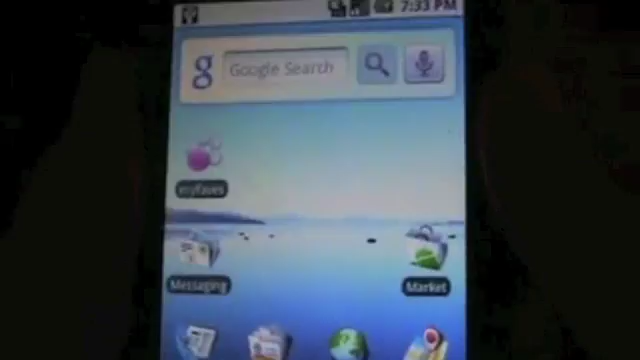 7:33 PM
g
Google Search
myfaves
Messaging
Market